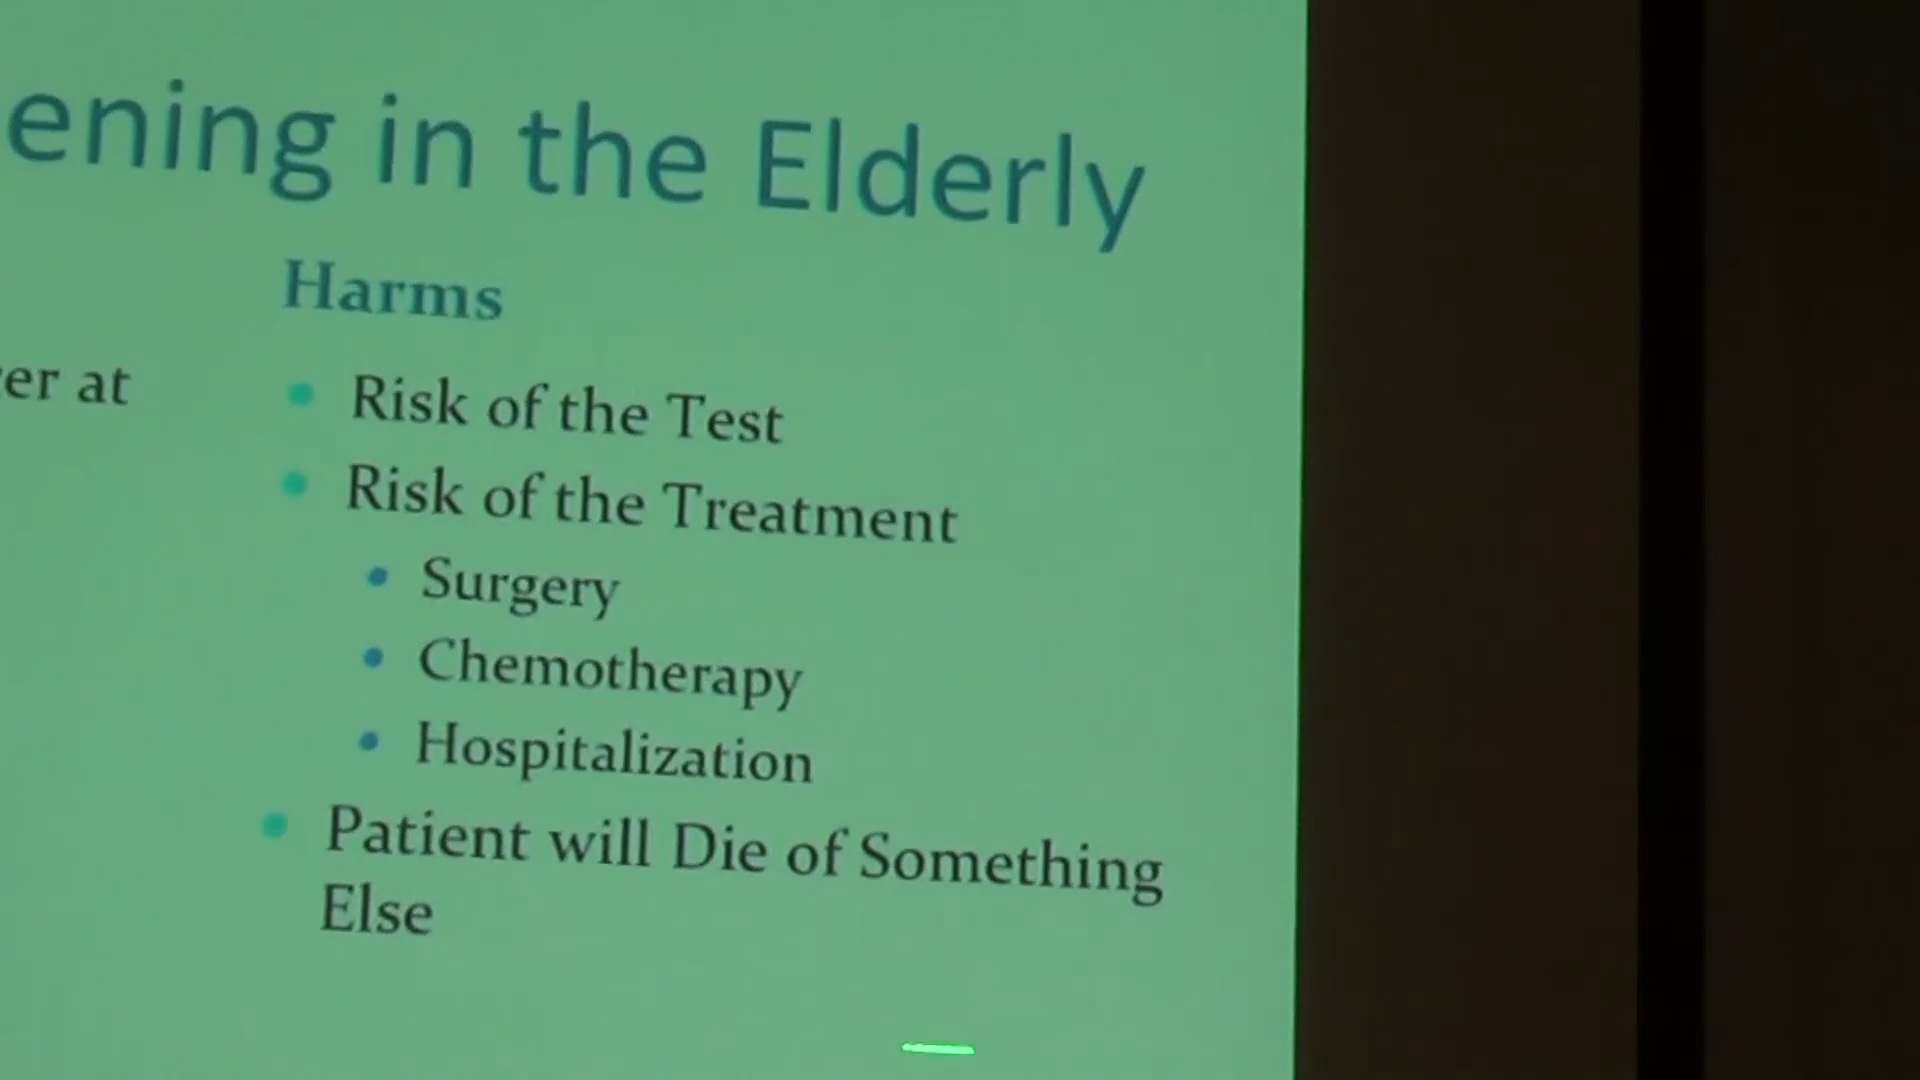 ening in the Elderly
Harms
er at
Risk of the Test
Risk of the Treatment
Surgery
Chemotherapy
Hospitalization
Patient will Die of Something
Else